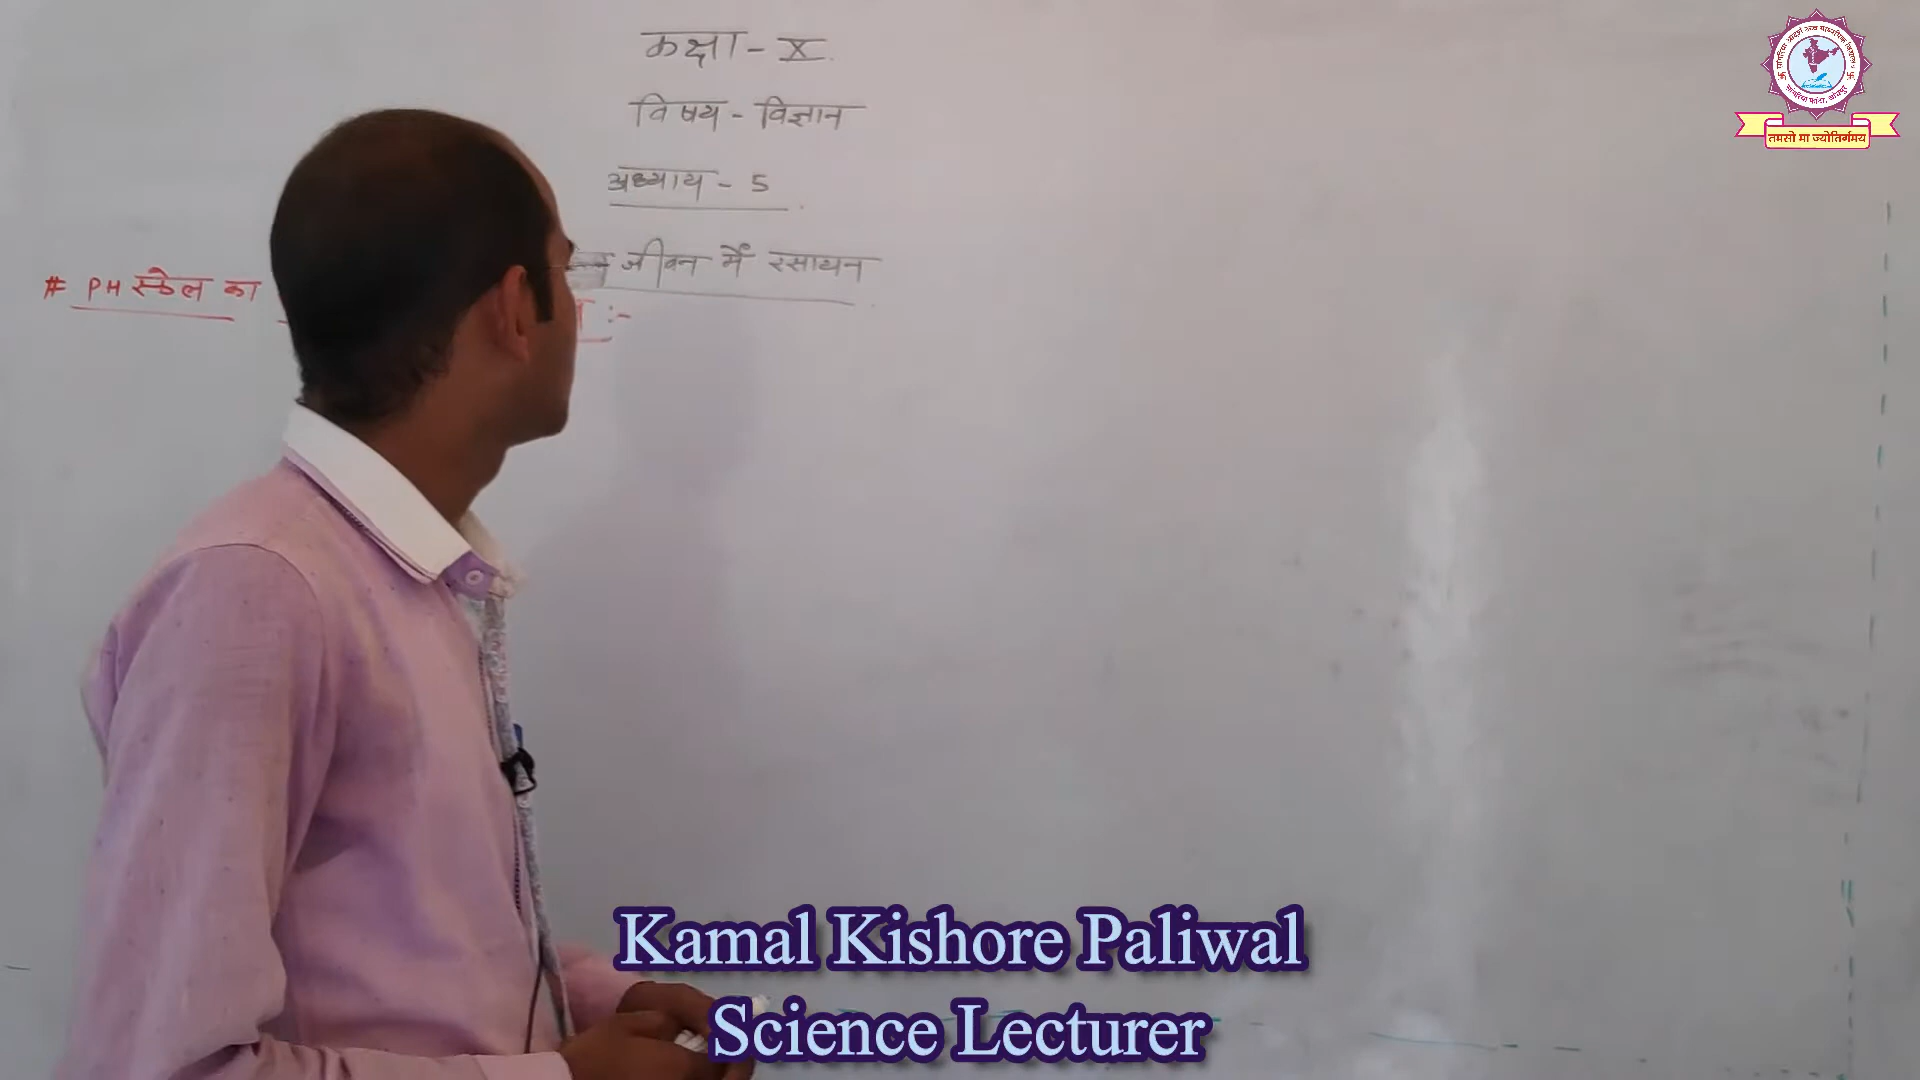 कक्षा - X
विषय - विज्ञान
अध्याय - 5
जीवन में रसायन
# PH स्केल का
:-
तमसो मा ज्योतिर्गमय
Kamal Kishore Paliwal
Science Lecturer